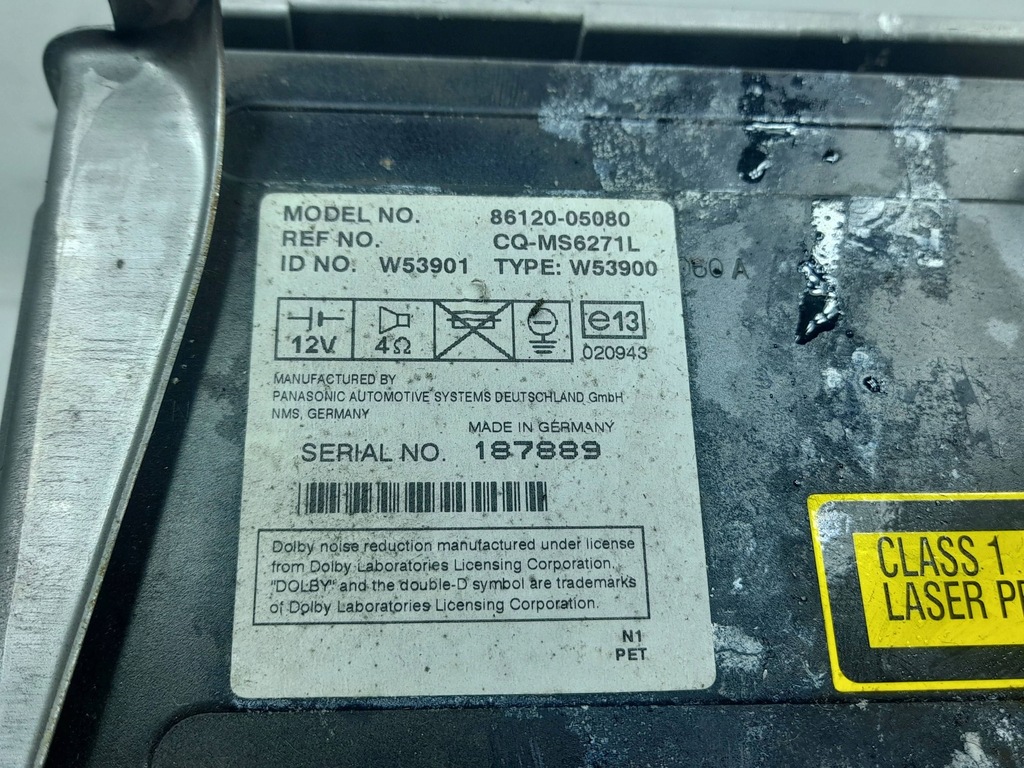 MODEL NO. 86120-05080
REF NO. CQ-MS6271L
ID NO. W53901 TYPE: W53900
12V 4Ω e13
020943
MANUFACTURED BY
PANASONIC AUTOMOTIVE SYSTEMS DEUTSCHLAND GmbH
NMS, GERMANY
MADE IN GERMANY
SERIAL NO. 187889
Dolby noise reduction manufactured under license
from Dolby Laboratories Licensing Corporation.
"DOLBY" and the double-D symbol are trademarks
of Dolby Laboratories Licensing Corporation.
N1
PET
CLASS 1
LASER